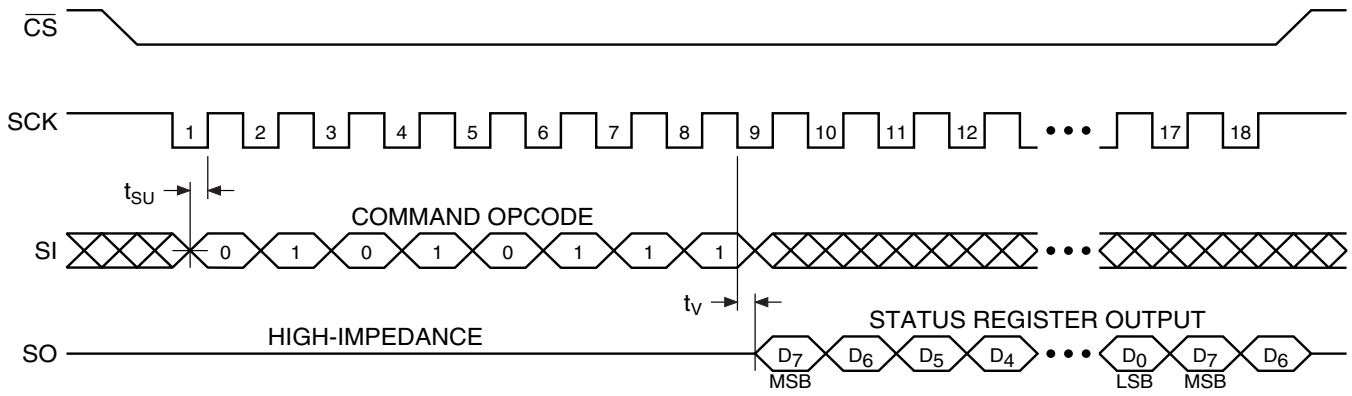 CS
SCK 1 2 3 4 5 6 7 8 9 10 11 12 ••• 17 18
tSU
COMMAND OPCODE
SI 0 1 0 1 0 1 1 1 •••
tV
HIGH-IMPEDANCE
STATUS REGISTER OUTPUT
SO D7 D6 D5 D4 ••• D0 D7 D6
MSB LSB MSB